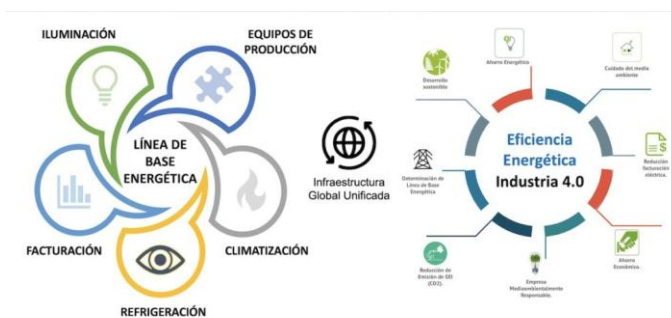 ILUMINACIÓN
EQUIPOS DE
PRODUCCIÓN
LÍNEA DE
BASE
ENERGÉTICA
FACTURACIÓN
CLIMATIZACIÓN
REFRIGERACIÓN
Infraestructura
Global Unificada
Ahorro Energético
Cuidado del medio
ambiente
Desarrollo
sostenible
Eficiencia
Energética
Industria 4.0
Reducción
facturación
eléctrica.
Determinación de
Línea de Base
Energética
Reducción de
Emisión de GEI
(CO2).
Empresa
Medioambientalmente
Responsable.
Ahorro
Económico.